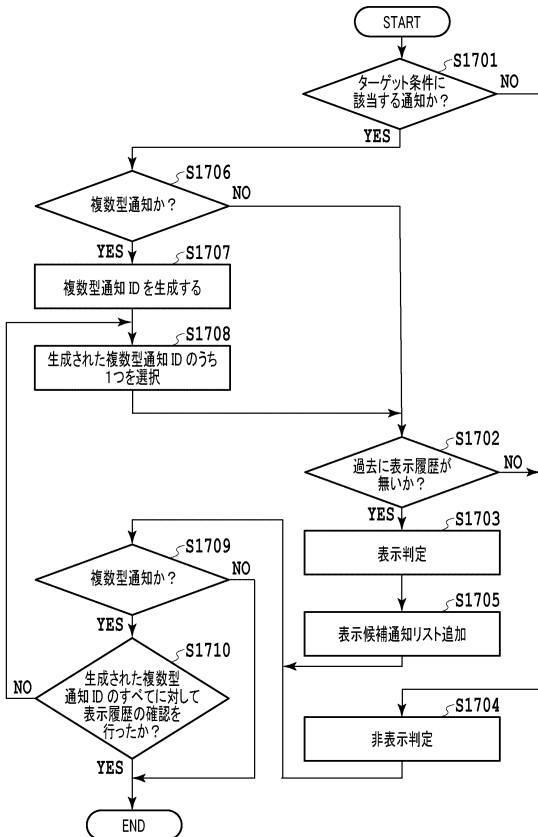 START
S1701
ターゲット条件に
該当する通知か?
NO
YES
S1706
複数型通知か?
NO
YES
S1707
複数型通知 ID を生成する
S1708
生成された複数型通知 ID のうち
1つを選択
S1702
過去に表示履歴が
無いか?
NO
YES
S1703
表示判定
S1705
表示候補通知リスト追加
S1704
非表示判定
S1709
複数型通知か?
NO
YES
S1710
生成された複数型
通知 ID のすべてに対して
表示履歴の確認を
行ったか?
NO
YES
END